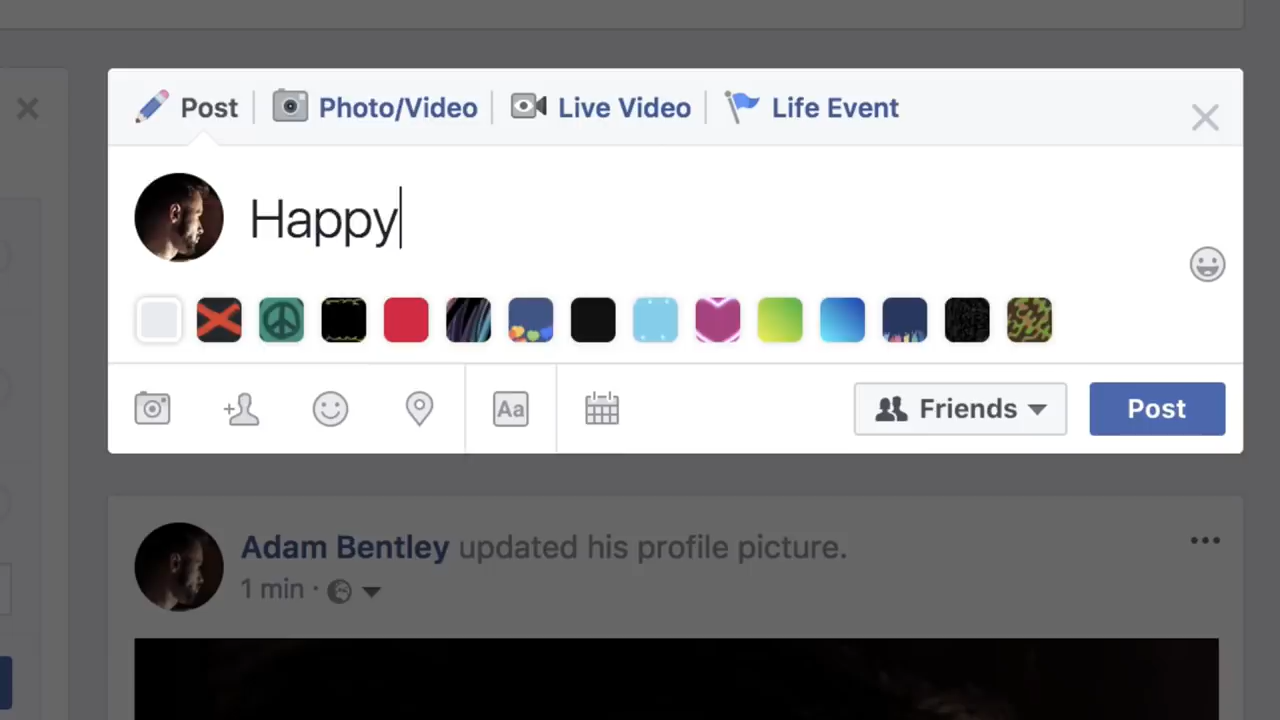 Post Photo/Video Live Video Life Event
Happy
Aa Friends Post
Adam Bentley updated his profile picture.
1 min ·